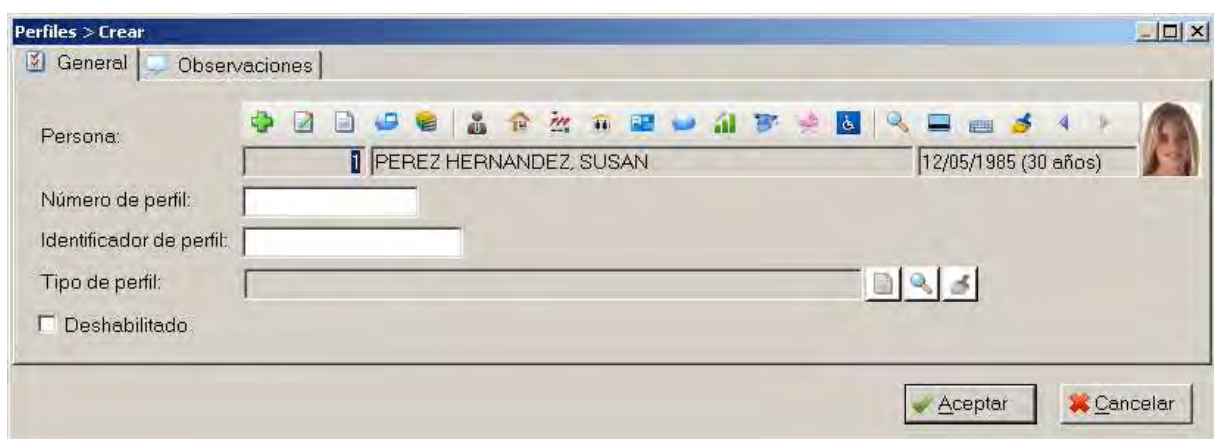 Perfiles > Crear
General Observaciones
Persona:
1 PEREZ HERNANDEZ, SUSAN 12/05/1985 (30 años)
Número de perfil:
Identificador de perfil:
Tipo de perfil:
Deshabilitado
Aceptar Cancelar